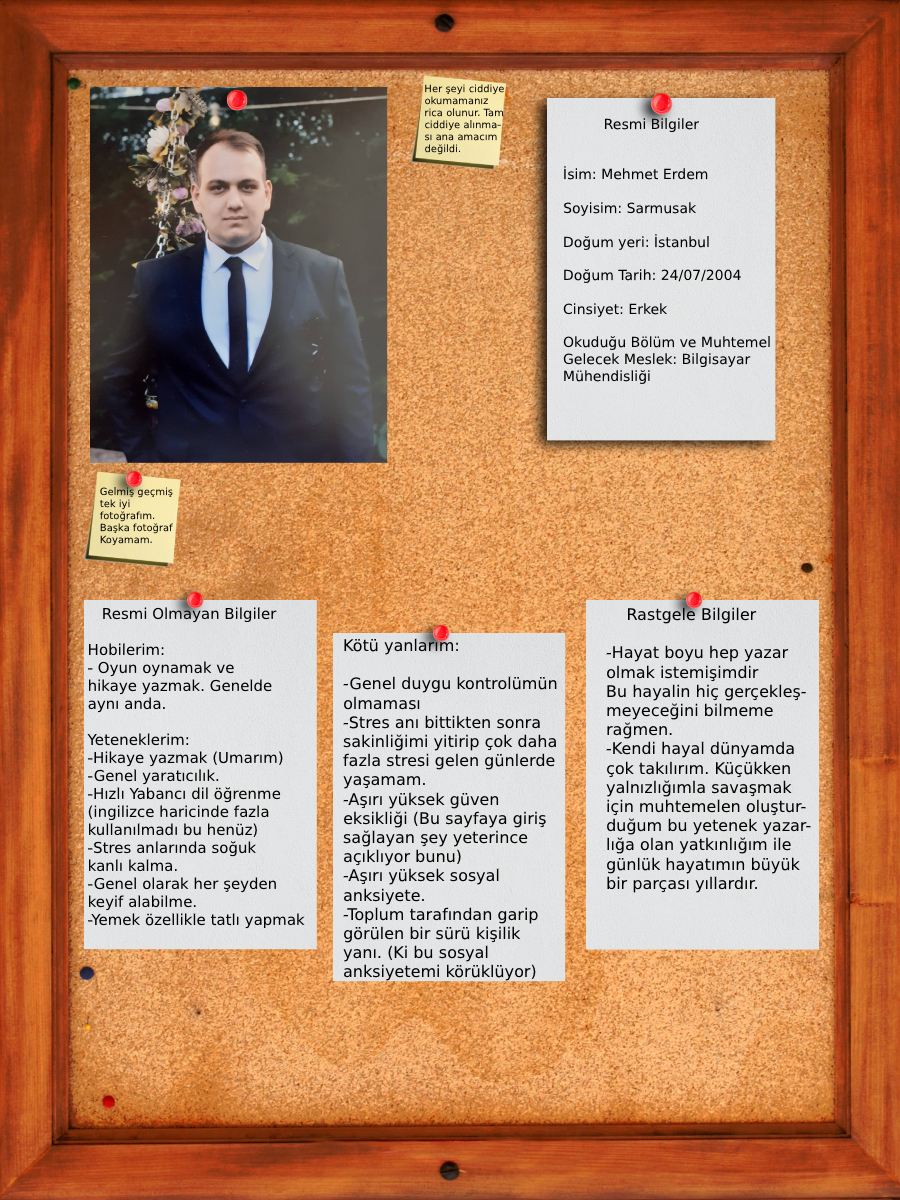 Her şeyi ciddiye
okumamanız
rica olunur. Tam
ciddiye alınma-
sı ana amacım
değildi.
Resmi Bilgiler
İsim: Mehmet Erdem
Soyisim: Sarmusak
Doğum yeri: İstanbul
Doğum Tarih: 24/07/2004
Cinsiyet: Erkek
Okuduğu Bölüm ve Muhtemel
Gelecek Meslek: Bilgisayar
Mühendisliği
Gelmiş geçmiş
tek iyi
fotoğrafım.
Başka fotoğraf
Koyamam.
Resmi Olmayan Bilgiler
Hobilerim:
- Oyun oynamak ve
hikaye yazmak. Genelde
aynı anda.
Yeteneklerim:
-Hikaye yazmak (Umarım)
-Genel yaratıcılık.
-Hızlı Yabancı dil öğrenme
(ingilizce haricinde fazla
kullanılmadı bu henüz)
-Stres anlarında soğuk
kanlı kalma.
-Genel olarak her şeyden
keyif alabilme.
-Yemek özellikle tatlı yapmak
Kötü yanlarım:
-Genel duygu kontrolümün
olmaması
-Stres anı bittikten sonra
sakinliğimi yitirip çok daha
fazla stresi gelen günlerde
yaşamam.
-Aşırı yüksek güven
eksikliği (Bu sayfaya giriş
sağlayan şey yeterince
açıklıyor bunu)
-Aşırı yüksek sosyal
anksiyete.
-Toplum tarafından garip
görülen bir sürü kişilik
yanı. (Ki bu sosyal
anksiyetemi körüklüyor)
Rastgele Bilgiler
-Hayat boyu hep yazar
olmak istemişimdir
Bu hayalin hiç gerçekleş-
meyeceğini bilmeme
rağmen.
-Kendi hayal dünyamda
çok takılırım. Küçükken
yalnızlığımla savaşmak
için muhtemelen oluştur-
duğum bu yetenek yazar-
lığa olan yatkınlığım ile
günlük hayatımın büyük
bir parçası yıllardır.